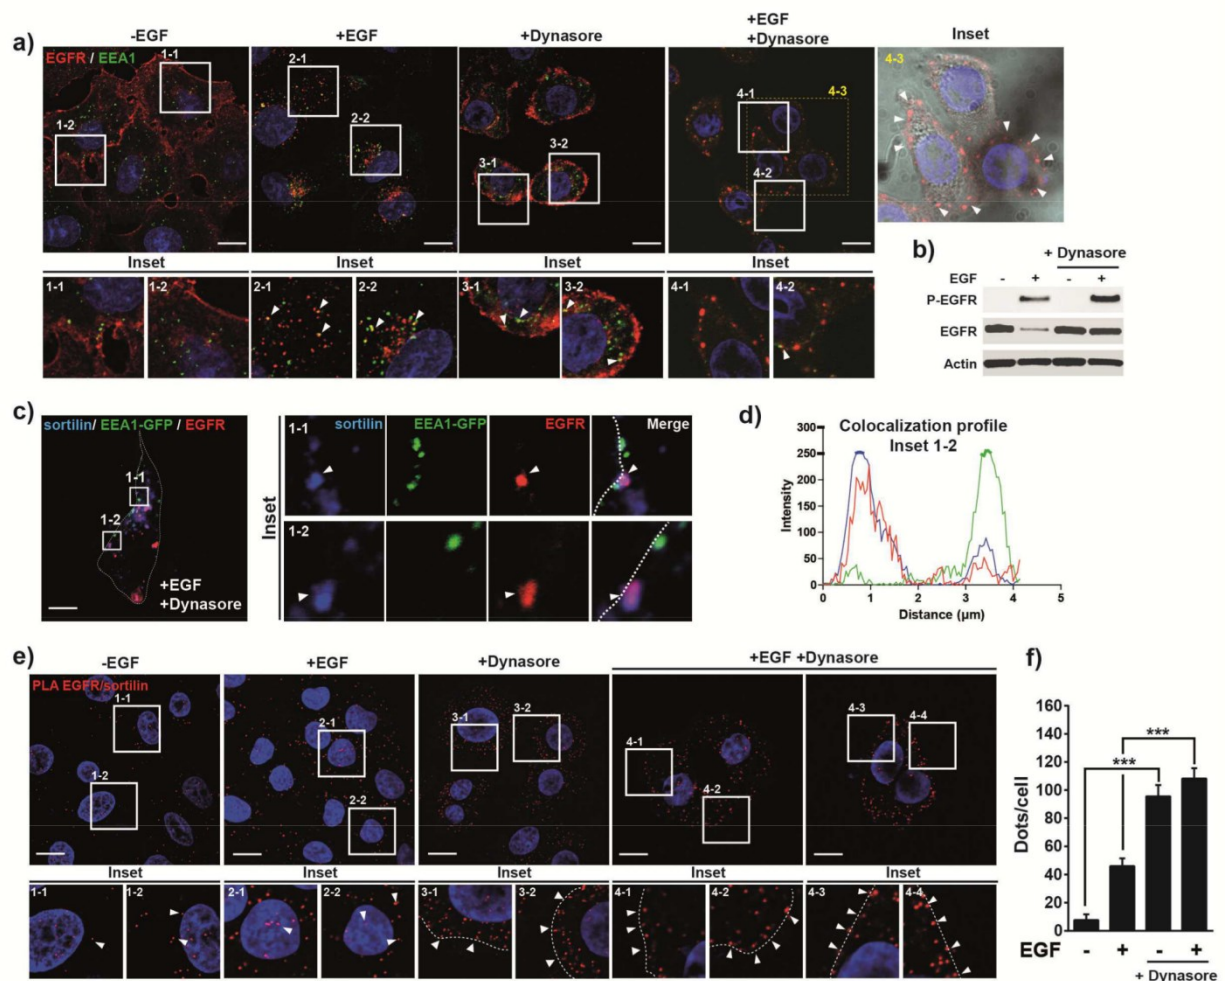 a)
-EGF
+EGF
+Dynasore
+EGF
+Dynasore
Inset
EGFR / EEA1
1-1
1-2
2-1
2-2
3-1
3-2
4-1
4-2
4-3
4-3
Inset
Inset
Inset
Inset
1-1
1-2
2-1
2-2
3-1
3-2
4-1
4-2
b)
+ Dynasore
EGF - + - +
P-EGFR
EGFR
Actin
c)
sortilin/ EEA1-GFP / EGFR
1-1
1-2
+EGF
+Dynasore
Inset
1-1 sortilin EEA1-GFP EGFR Merge
1-2
d)
Colocalization profile
Inset 1-2
Intensity
300
250
200
150
100
50
0
0 1 2 3 4 5
Distance (µm)
e)
-EGF
+EGF
+Dynasore
+EGF +Dynasore
PLA EGFR/sortilin
1-1
1-2
2-1
2-2
3-1
3-2
4-1
4-2
4-3
4-4
Inset
Inset
Inset
Inset
Inset
1-1
1-2
2-1
2-2
3-1
3-2
4-1
4-2
4-3
4-4
f)
Dots/cell
160
140
120
100
80
60
40
20
0
***
***
EGF - + - +
+ Dynasore